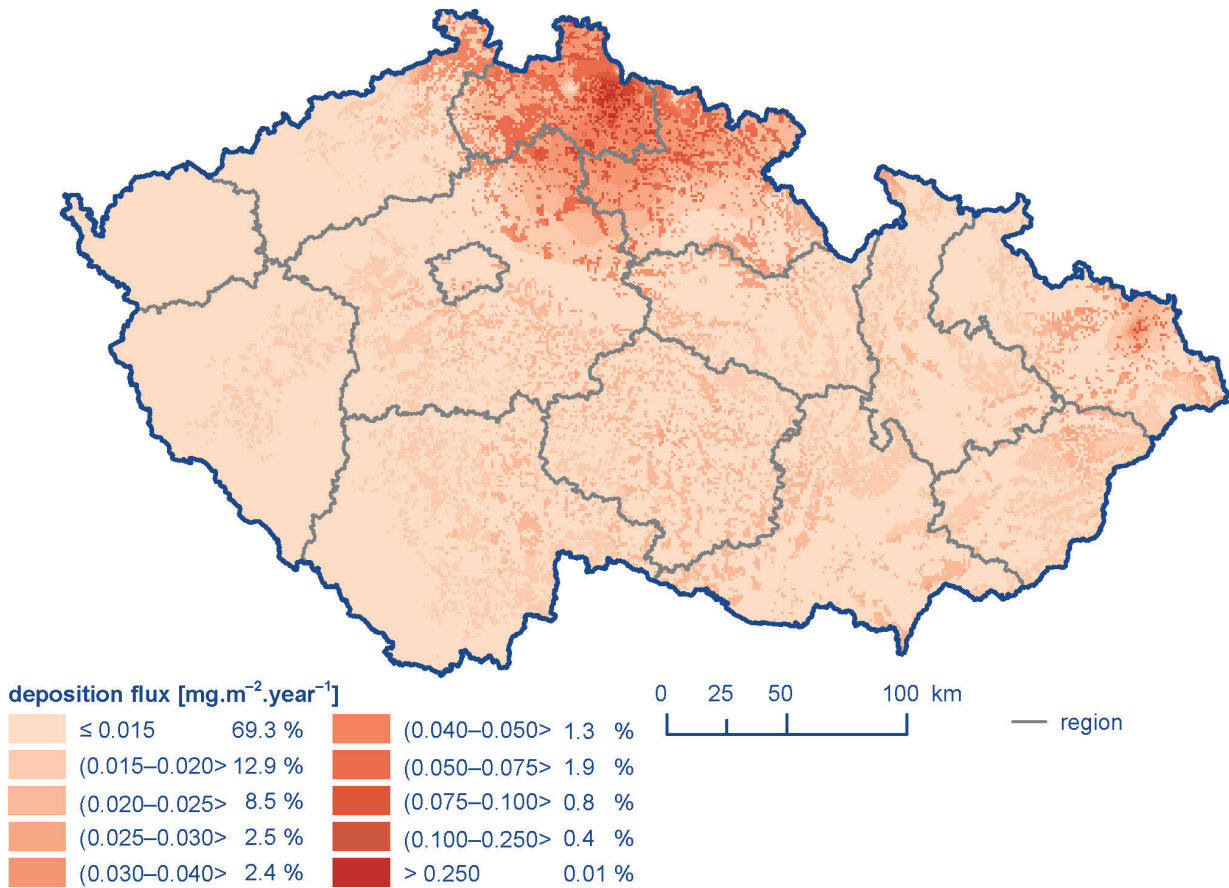 deposition flux [mg.m⁻².year⁻¹]
≤ 0.015 69.3 %
(0.015–0.020> 12.9 %
(0.020–0.025> 8.5 %
(0.025–0.030> 2.5 %
(0.030–0.040> 2.4 %
(0.040–0.050> 1.3 %
(0.050–0.075> 1.9 %
(0.075–0.100> 0.8 %
(0.100–0.250> 0.4 %
> 0.250 0.01 %
0 25 50 100 km
region